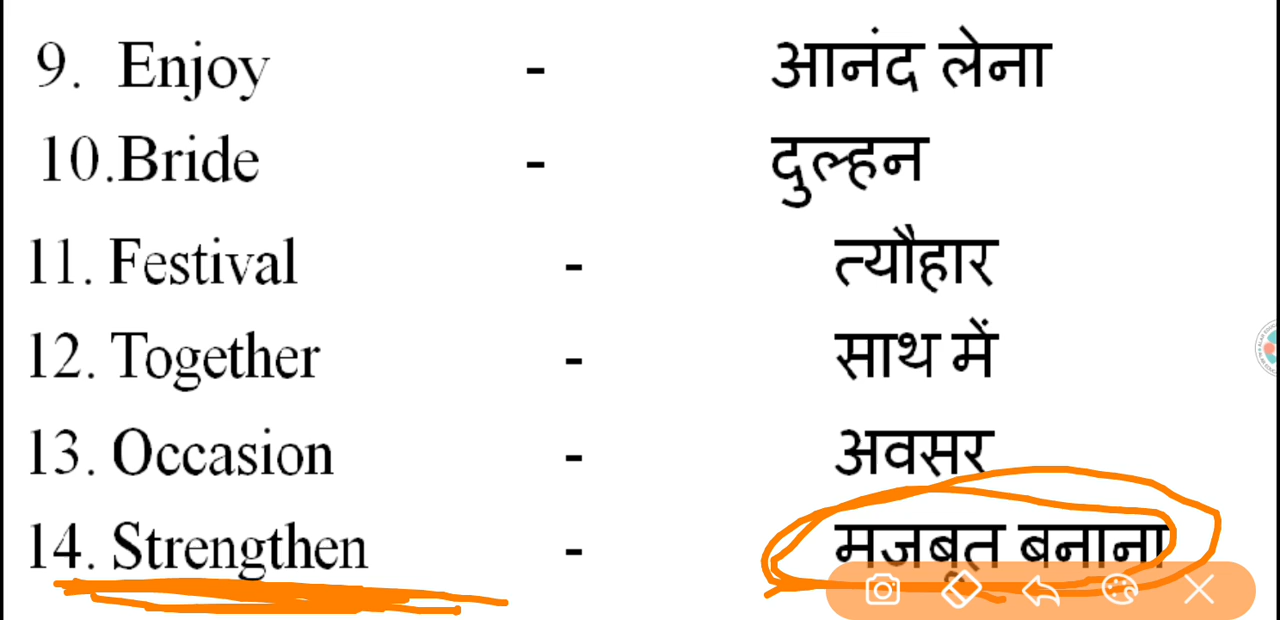 9. Enjoy - आनंद लेना
10.Bride - दुल्हन
11. Festival - त्यौहार
12. Together - साथ में
13. Occasion - अवसर
14. Strengthen - मजबूत बनाना